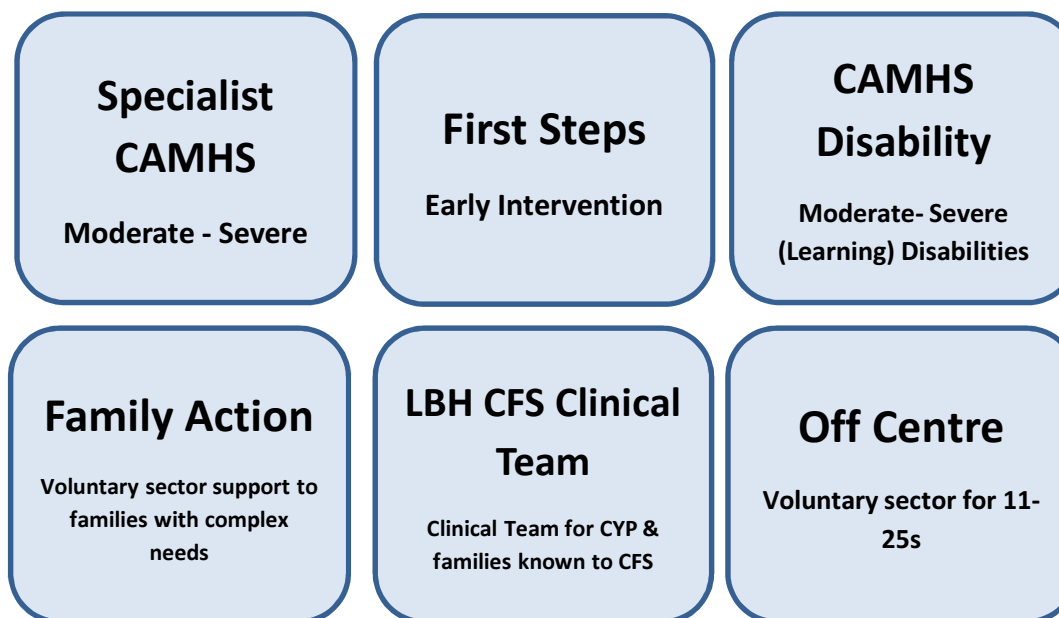 Specialist
CAMHS
Moderate - Severe
First Steps
Early Intervention
CAMHS
Disability
Moderate- Severe
(Learning) Disabilities
Family Action
Voluntary sector support to
families with complex
needs
LBH CFS Clinical
Team
Clinical Team for CYP &
families known to CFS
Off Centre
Voluntary sector for 11-
25s